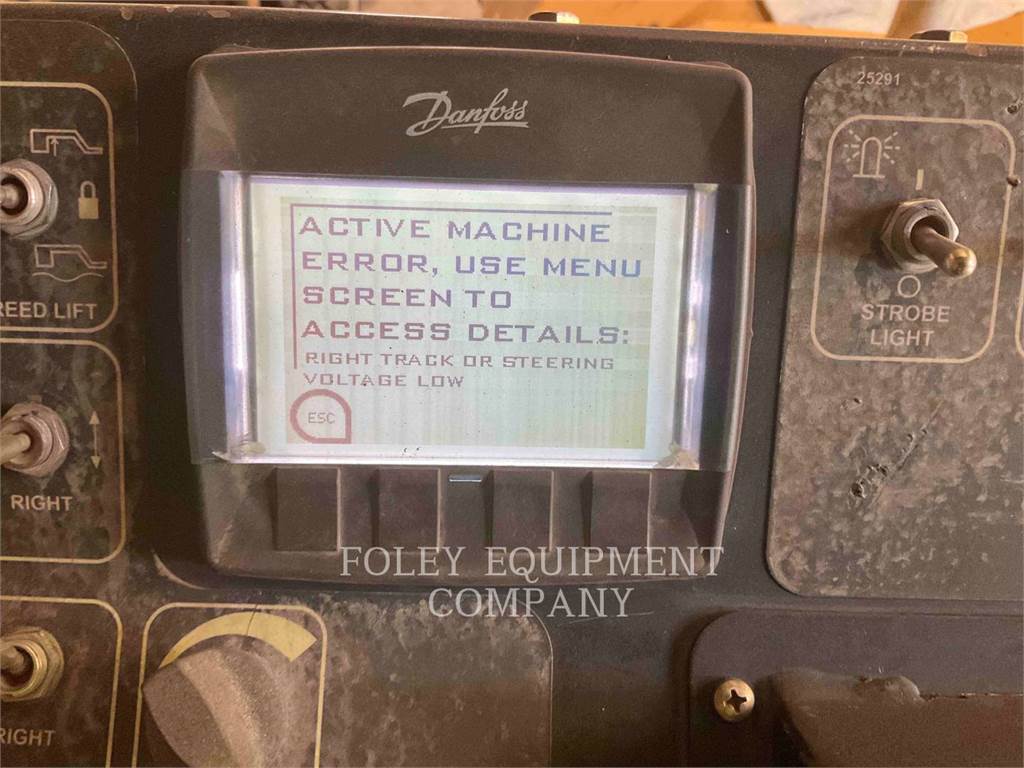 Danfoss
25291
ACTIVE MACHINE
ERROR, USE MENU
SCREEN TO
ACCESS DETAILS:
RIGHT TRACK OR STEERING
VOLTAGE LOW
ESC
REED LIFT
RIGHT
RIGHT
STROBE
LIGHT
FOLEY EQUIPMENT
COMPANY